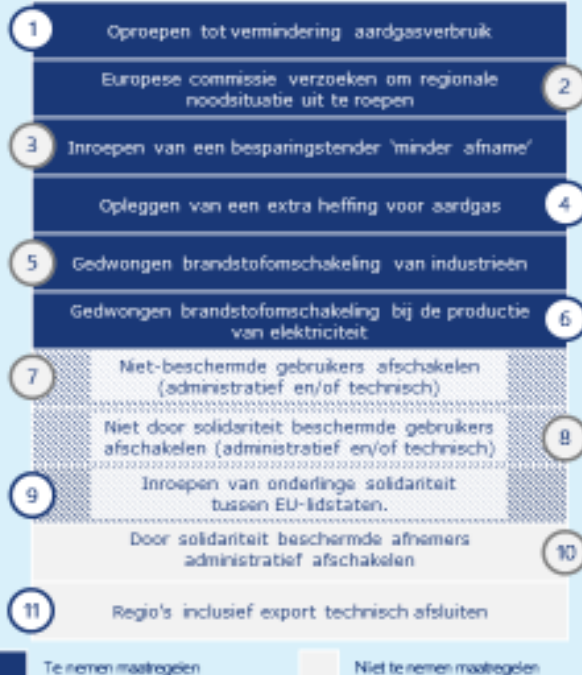 1
Oproepen tot vermindering aardgasverbruik
Europese commissie verzoeken om regionale
noodsituatie uit te roepen
2
3
Inroepen van een besparingstender 'minder afname'
Opleggen van een extra heffing voor aardgas
4
5
Gedwongen brandstofomschakeling van industrieën
Gedwongen brandstofomschakeling bij de productie
van elektriciteit
6
7
Niet-beschermde gebruikers afschakelen
(administratief en/of technisch)
Niet door solidariteit beschermde gebruikers
afschakelen (administratief en/of technisch)
8
9
Inroepen van onderlinge solidariteit
tussen EU-lidstaten.
Door solidariteit beschermde afnemers
administratief afschakelen
10
11
Regio's inclusief export technisch afsluiten
Te nemen maatregelen
Niet te nemen maatregelen